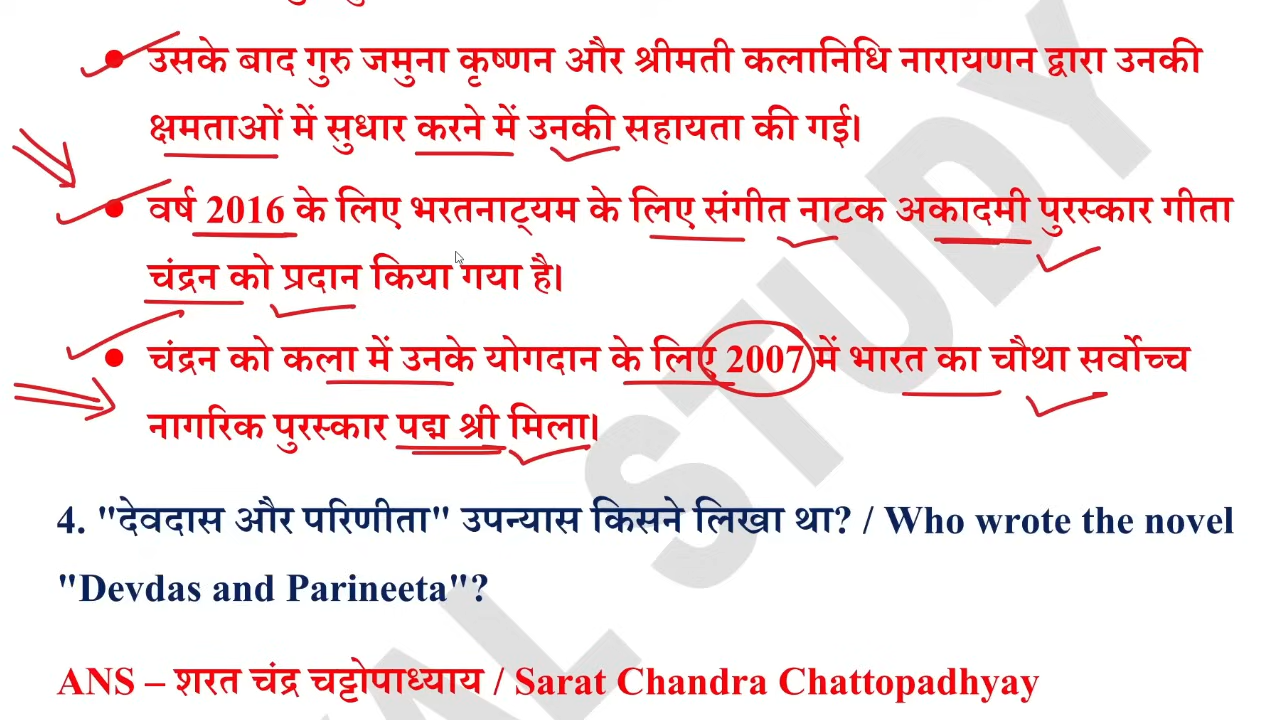 उसके बाद गुरु जमुना कृष्णन और श्रीमती कलानिधि नारायणन द्वारा उनकी
क्षमताओं में सुधार करने में उनकी सहायता की गई।
वर्ष 2016 के लिए भरतनाट्यम के लिए संगीत नाटक अकादमी पुरस्कार गीता
चंद्रन को प्रदान किया गया है।
चंद्रन को कला में उनके योगदान के लिए 2007 में भारत का चौथा सर्वोच्च
नागरिक पुरस्कार पद्म श्री मिला।
4. "देवदास और परिणीता" उपन्यास किसने लिखा था? / Who wrote the novel
"Devdas and Parineeta"?
ANS – शरत चंद्र चट्टोपाध्याय / Sarat Chandra Chattopadhyay
STUDY